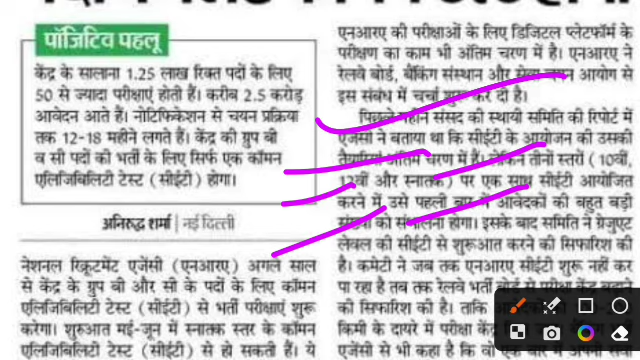 पॉजिटिव पहलू
केंद्र के सालाना 1.25 लाख रिक्त पदों के लिए
50 से ज्यादा परीक्षाएं होती हैं। करीब 2.5 करोड़
आवेदन आते हैं। नोटिफिकेशन से चयन प्रक्रिया
तक 12-18 महीने लगते हैं। केंद्र की ग्रुप बी
व सी पदों की भर्ती के लिए सिर्फ एक कॉमन
एलिजिबिलिटी टेस्ट (सीईटी) होगा।
अनिरुद्ध शर्मा | नई दिल्ली
नेशनल रिक्रूटमेंट एजेंसी (एनआरए) अगले साल
से केंद्र के ग्रुप बी और सी के पदों के लिए कॉमन
एलिजिबिलिटी टेस्ट (सीईटी) से भर्ती परीक्षाएं शुरू
करेगा। शुरुआत मई-जून में स्नातक स्तर के कॉमन
एलिजिबिलिटी टेस्ट (सीईटी) से हो सकती हैं। ये
एनआरए की परीक्षाओं के लिए डिजिटल प्लेटफॉर्म के
परीक्षण का काम भी अंतिम चरण में है। एनआरए ने
रेलवे बोर्ड, बैंकिंग संस्थान और आयोग से
इस संबंध में चर्चा शुरू कर दी है।
पिछले महीने संसद की स्थायी समिति की रिपोर्ट में
एजेंसी ने बताया था कि सीईटी के आयोजन की उसकी
तैयारियां अंतिम चरण में हैं। लेकिन तीनों स्तरों (10वीं,
12वीं और स्नातक) पर एक साथ सीईटी आयोजित
करने में उसे पहली बार में आवेदकों की बहुत बड़ी
संख्या को संभालना होगा। इसके बाद समिति ने ग्रेजुएट
लेवल की सीईटी से शुरूआत करने की सिफारिश की
है। कमेटी ने जब तक एनआरए सीईटी शुरू नहीं कर
पा रहा है तब तक रेलवे भर्ती
की सिफारिश की है। ताकि
किमी के दायरे में परीक्षा
एजेंसी से भी कहा है कि